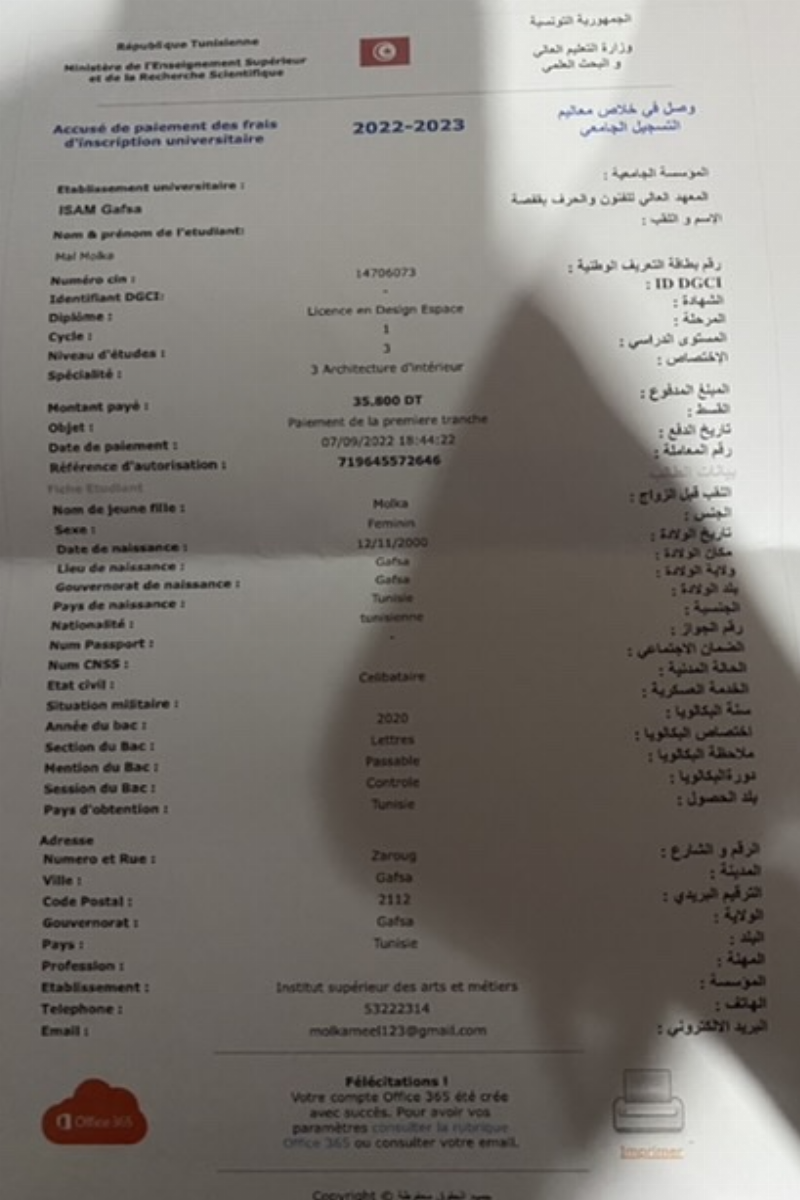 République Tunisienne
Ministère de l'Enseignement Supérieur
et de la Recherche Scientifique
الجمهورية التونسية
وزارة التعليم العالي
و البحث العلمي
Accusé de paiement des frais
d'inscription universitaire
2022-2023
وصل في خلاص معاليم
التسجيل الجامعي
Etablissement universitaire :
المؤسسة الجامعية :
ISAM Gafsa
المعهد العالي للفنون والحرف بقفصة
Nom & prénom de l'etudiant:
الإسم و اللقب :
Mal Molka
Numéro cin : 14706073 رقم بطاقة التعريف الوطنية :
Identifiant DGCI: - ID DGCI :
Diplôme : Licence en Design Espace الشهادة :
Cycle : 1 المرحلة :
Niveau d'études : 3 المستوى الدراسي :
Spécialité : 3 Architecture d'intérieur الإختصاص :
Montant payé : 35.800 DT المبلغ المدفوع :
Objet : Paiement de la premiere tranche القسط :
Date de paiement : 07/09/2022 18:44:22 تاريخ الدفع :
Référence d'autorisation : 719645572646 رقم المعاملة :
Fiche Etudiant بيانات الطالب
Nom de jeune fille : Molka اللقب قبل الزواج :
Sexe : Feminin الجنس :
Date de naissance : 12/11/2000 تاريخ الولادة :
Lieu de naissance : Gafsa مكان الولادة :
Gouvernorat de naissance : Gafsa ولاية الولادة :
Pays de naissance : Tunisie بلد الولادة :
Nationalité : tunisienne الجنسية :
Num Passport : - رقم الجواز :
Num CNSS : الضمان الاجتماعي :
Etat civil : Celibataire الحالة المدنية :
Situation militaire : الخدمة العسكرية :
Année du bac : 2020 سنة البكالوريا :
Section du Bac : Lettres اختصاص البكالوريا :
Mention du Bac : Passable ملاحظة البكالوريا :
Session du Bac : Controle دورةالبكالوريا :
Pays d'obtention : Tunisie بلد الحصول :
Adresse
Numero et Rue : Zaroug الرقم و الشارع :
Ville : Gafsa المدينة :
Code Postal : 2112 الترقيم البريدي :
Gouvernorat : Gafsa الولاية :
Pays : Tunisie البلد :
Profession : المهنة :
Etablissement : Institut supérieur des arts et métiers المؤسسة :
Telephone : 53222314 الهاتف :
Email : molkameel123@gmail.com البريد الالكتروني :
Office 365
Félécitations !
Votre compte Office 365 été crée
avec succès. Pour avoir vos
paramètres consulter la rubrique
Office 365 ou consulter votre email.
Imprimer
Copyright © جميع الحقوق محفوظة